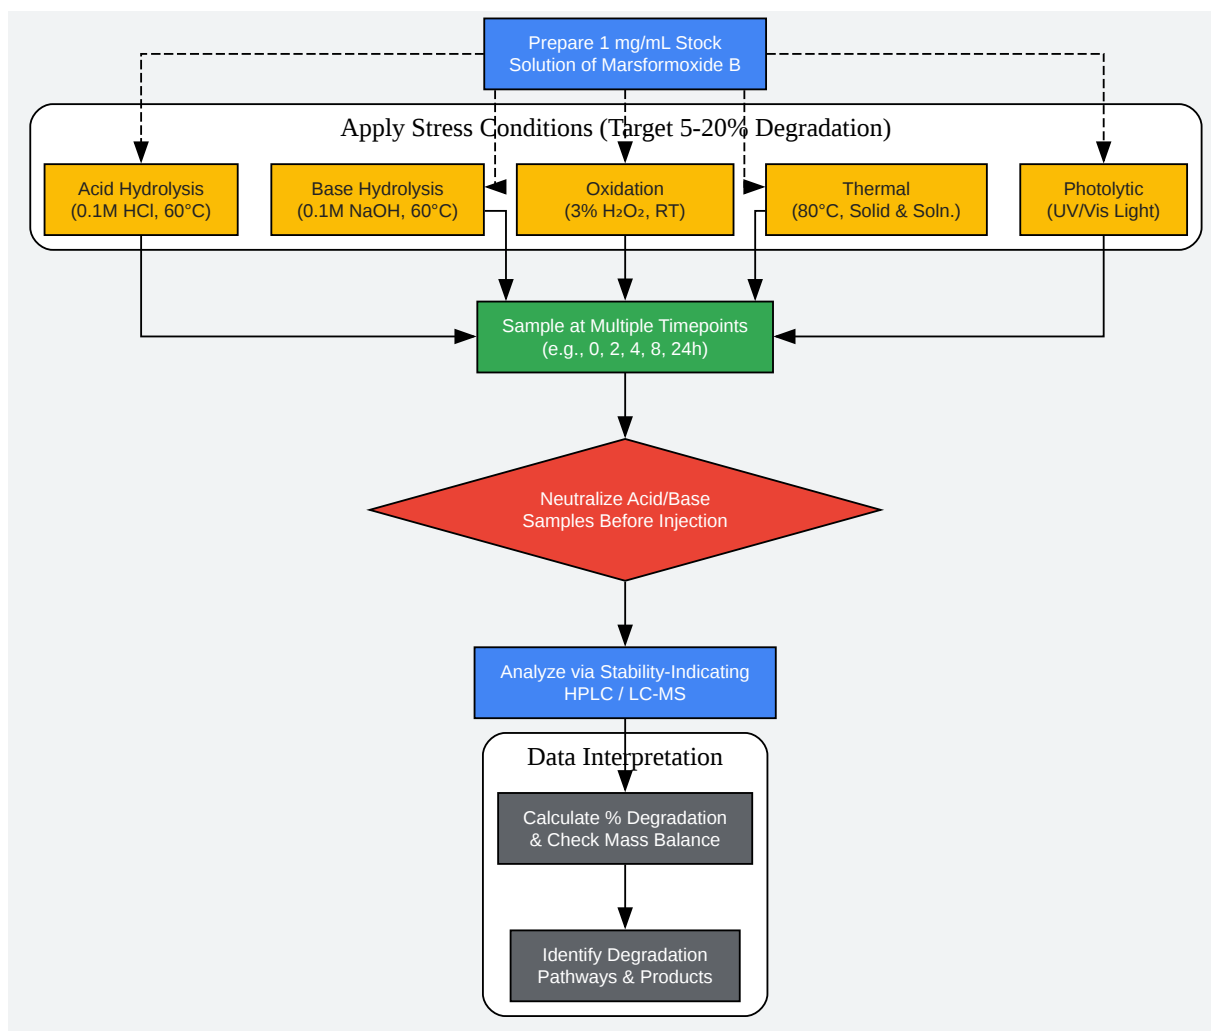 Prepare 1 mg/mL Stock
Solution of Marsformoxide B
Apply Stress Conditions (Target 5-20% Degradation)
Acid Hydrolysis
(0.1M HCl, 60°C)
Base Hydrolysis
(0.1M NaOH, 60°C)
Oxidation
(3% H₂O₂, RT)
Thermal
(80°C, Solid & Soln.)
Photolytic
(UV/Vis Light)
Sample at Multiple Timepoints
(e.g., 0, 2, 4, 8, 24h)
Neutralize Acid/Base
Samples Before Injection
Analyze via Stability-Indicating
HPLC / LC-MS
Data Interpretation
Calculate % Degradation
& Check Mass Balance
Identify Degradation
Pathways & Products